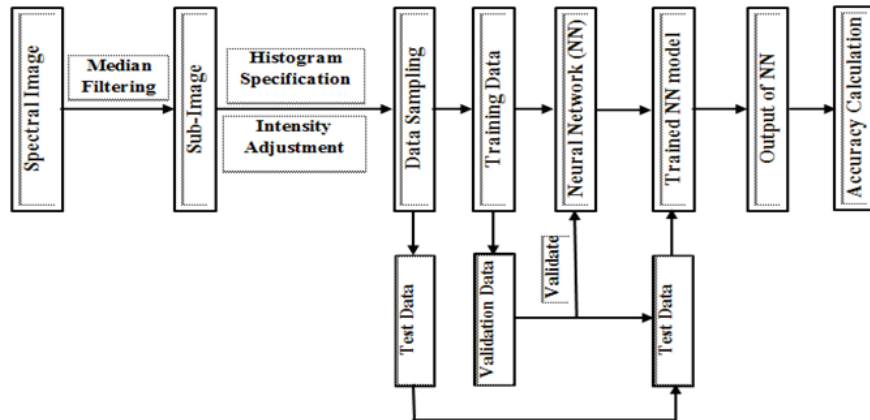 Spectral Image
Median
Filtering
Sub-Image
Histogram
Specification
Intensity
Adjustment
Data Sampling
Training Data
Neural Network (NN)
Trained NN model
Output of NN
Accuracy Calculation
Test Data
Validation Data
Validate
Test Data